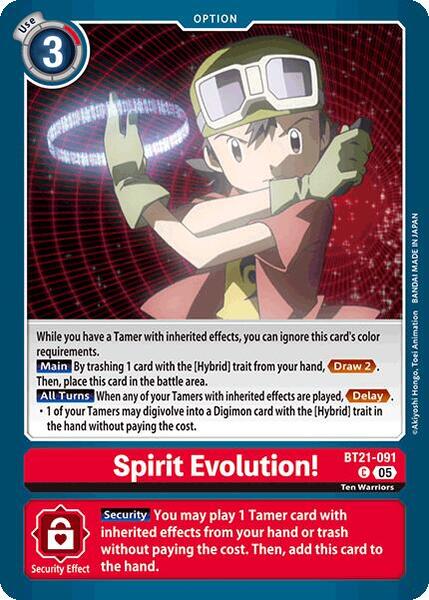 Use
3
OPTION
While you have a Tamer with inherited effects, you can ignore this card's color
requirements.
Main By trashing 1 card with the [Hybrid] trait from your hand, Draw 2.
Then, place this card in the battle area.
All Turns When any of your Tamers with inherited effects are played, Delay.
• 1 of your Tamers may digivolve into a Digimon card with the [Hybrid] trait in
the hand without paying the cost.
©Akiyoshi Hongo, Toei Animation BANDAI MADE IN JAPAN
Spirit Evolution!
BT21-091
C 05
Ten Warriors
Security You may play 1 Tamer card with
inherited effects from your hand or trash
without paying the cost. Then, add this card to
the hand.
Security Effect